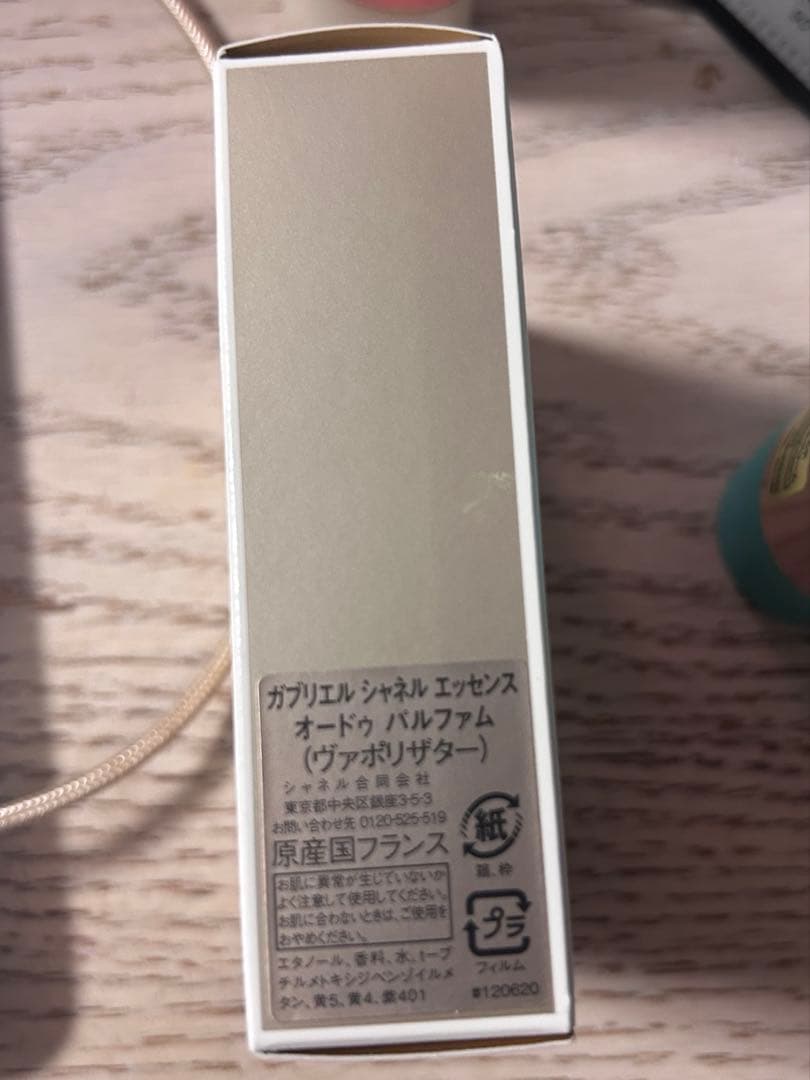 ガブリエル シャネル エッセンス
オードゥ パルファム
(ヴァポリザター)
シャネル合同会社
東京都中央区銀座3-5-3
お問い合わせ先 0120-525-519
原産国フランス
お肌に異常が生じていないか
よく注意して使用してください。
お肌に合わないときは、ご使用を
おやめください。
エタノール、香料、水、t-ブ
チルメトキシジベンゾイルメ
タン、黄5、黄4、紫401
紙
箱、枠
プラ
フィルム
#120620